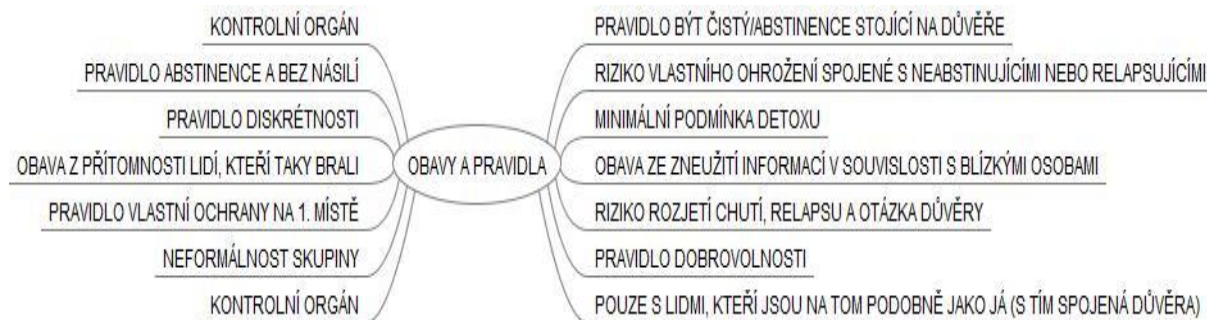 KONTROLNÍ ORGÁN
PRAVIDLO ABSTINENCE A BEZ NÁSILÍ
PRAVIDLO DISKRÉTNOSTI
OBAVA Z PŘÍTOMNOSTI LIDÍ, KTEŘÍ TAKY BRALI
PRAVIDLO VLASTNÍ OCHRANY NA 1. MÍSTĚ
NEFORMÁLNOST SKUPINY
KONTROLNÍ ORGÁN
OBAVY A PRAVIDLA
PRAVIDLO BÝT ČISTÝ/ABSTINENCE STOJÍCÍ NA DŮVĚŘE
RIZIKO VLASTNÍHO OHROŽENÍ SPOJENÉ S NEABSTINUJÍCÍMI NEBO RELAPSUJÍCÍMI
MINIMÁLNÍ PODMÍNKA DETOXU
OBAVA ZE ZNEUŽITÍ INFORMACÍ V SOUVISLOSTI S BLÍZKÝMI OSOBAMI
RIZIKO ROZJETÍ CHUTÍ, RELAPSU A OTÁZKA DŮVĚRY
PRAVIDLO DOBROVOLNOSTI
POUZE S LIDMI, KTEŘÍ JSOU NA TOM PODOBNĚ JAKO JÁ (S TÍM SPOJENÁ DŮVĚRA)